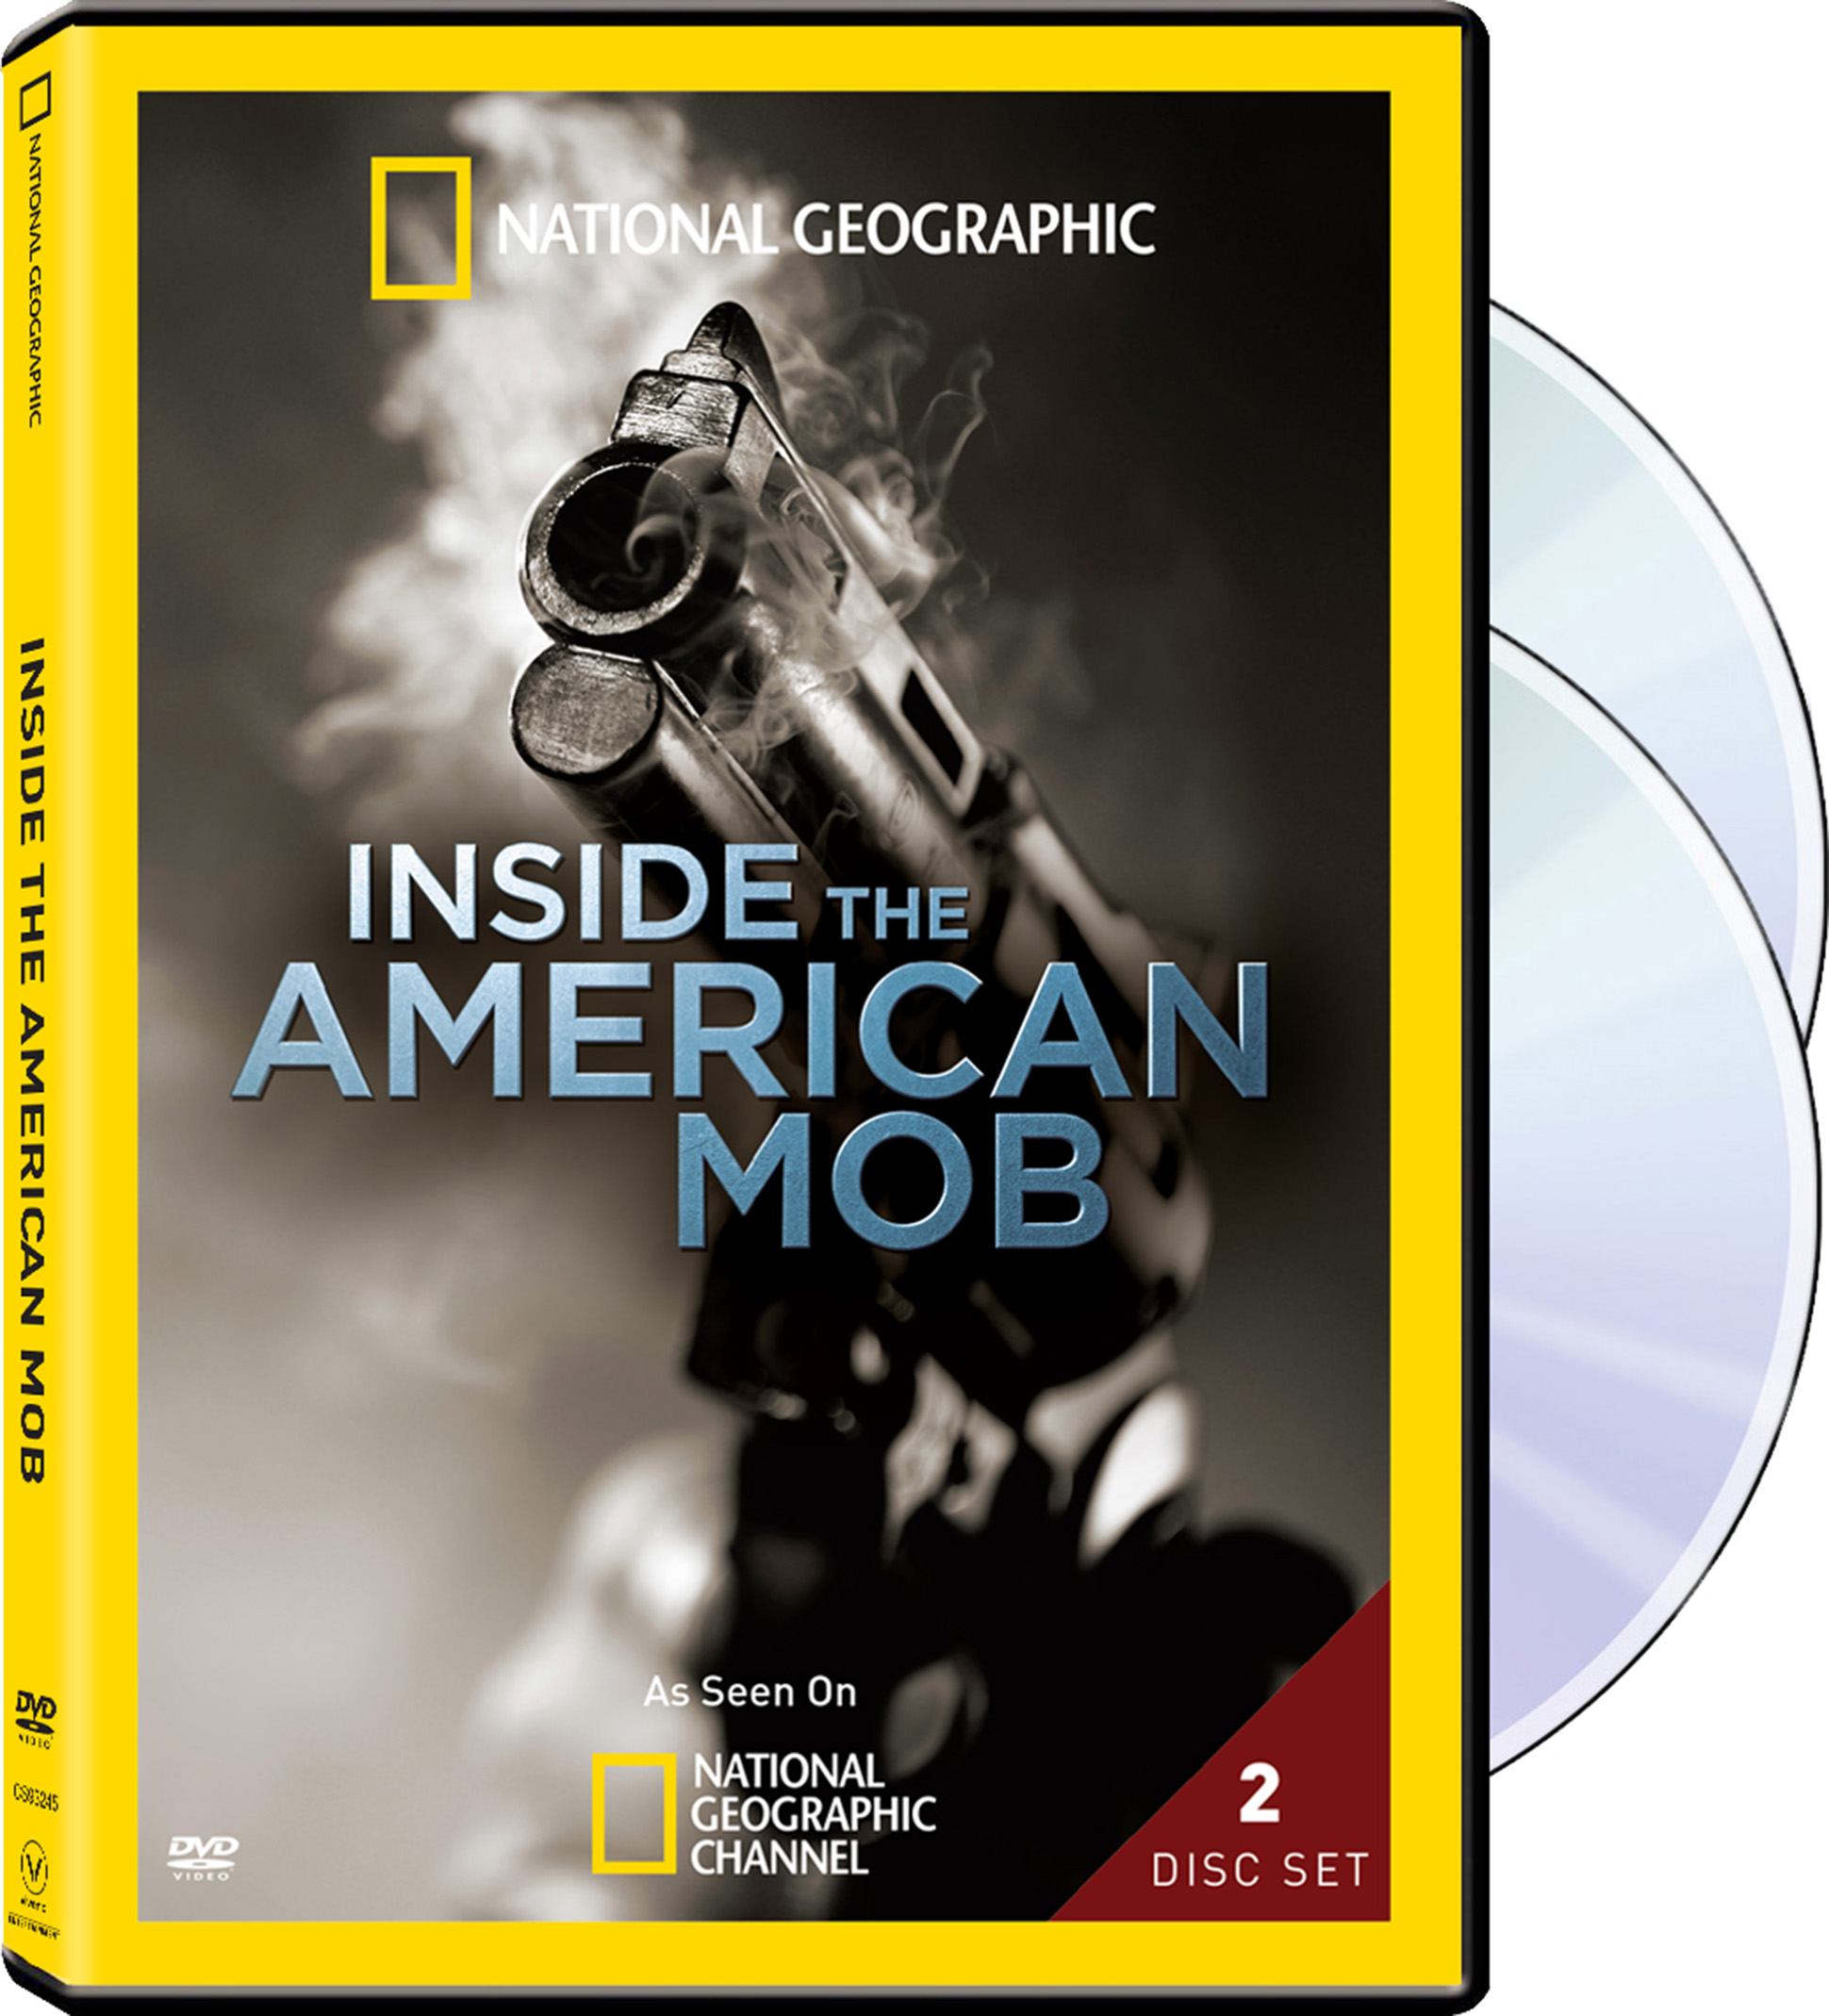 NATIONAL GEOGRAPHIC
INSIDE THE AMERICAN MOB
DVD
VIDEO
NATIONAL GEOGRAPHIC
INSIDE THE
AMERICAN
MOB
As Seen On
NATIONAL
GEOGRAPHIC
CHANNEL
DVD
VIDEO
2
DISC SET